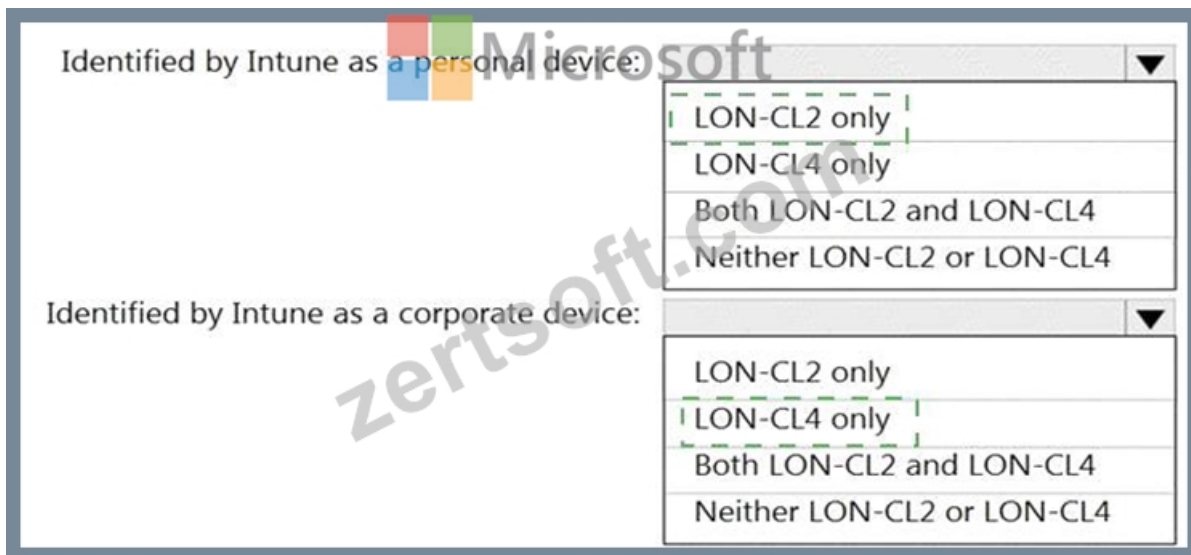 Microsoft
Identified by Intune as a personal device:
LON-CL2 only
LON-CL4 only
Both LON-CL2 and LON-CL4
Neither LON-CL2 or LON-CL4
Identified by Intune as a corporate device:
LON-CL2 only
LON-CL4 only
Both LON-CL2 and LON-CL4
Neither LON-CL2 or LON-CL4
zertsoft.com